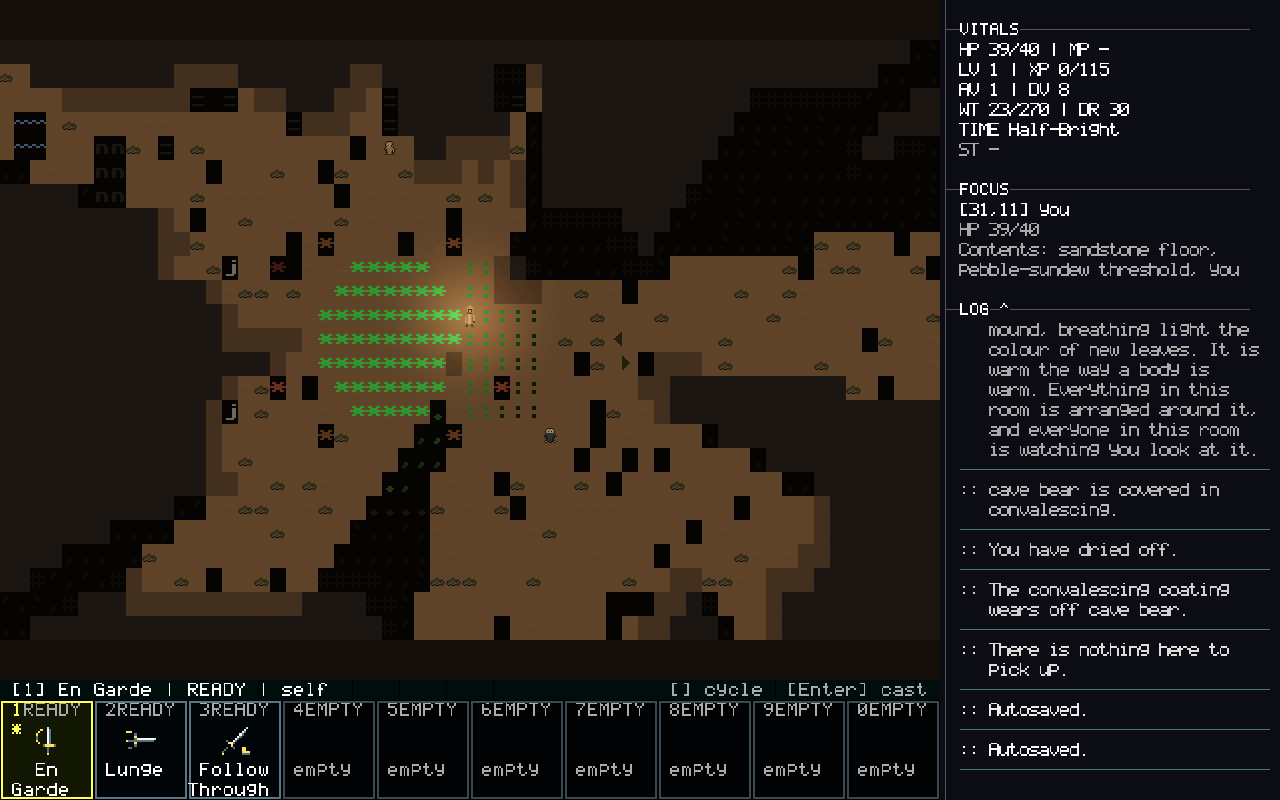 VITALS
HP 39/40 | MP -
LV 1 | XP 0/115
AV 1 | DV 8
WT 23/270 | DR 30
TIME Half-Bright
ST -
FOCUS
[31,11] You
HP 39/40
Contents: sandstone floor,
Pebble-sundew threshold, You
LOG ^
mound, breathing light the
colour of new leaves. It is
warm the way a body is
warm. Everything in this
room is arranged around it,
and everyone in this room
is watching you look at it.
:: cave bear is covered in
convalescing.
:: You have dried off.
:: The convalescing coating
wears off cave bear.
:: There is nothing here to
pick up.
:: Autosaved.
:: Autosaved.
j
j
[1] En Garde | READY | self
[] cycle [Enter] cast
1READY 2READY 3READY 4EMPTY 5EMPTY 6EMPTY 7EMPTY 8EMPTY 9EMPTY 0EMPTY
*
En Garde
Lunge
Follow Through
empty empty empty empty empty empty empty